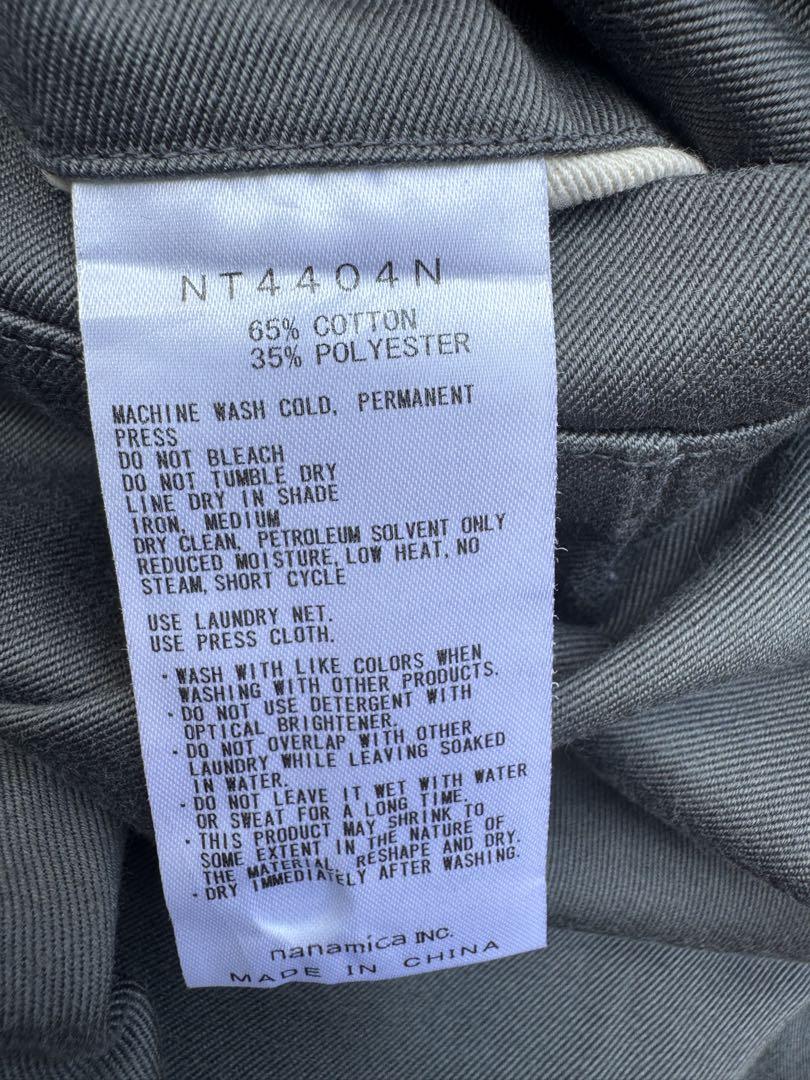 NT4404N
65% COTTON
35% POLYESTER
MACHINE WASH COLD, PERMANENT
PRESS
DO NOT BLEACH
DO NOT TUMBLE DRY
LINE DRY IN SHADE
IRON, MEDIUM
DRY CLEAN, PETROLEUM SOLVENT ONLY
REDUCED MOISTURE, LOW HEAT, NO
STEAM, SHORT CYCLE
USE LAUNDRY NET.
USE PRESS CLOTH.
・WASH WITH LIKE COLORS WHEN
WASHING WITH OTHER PRODUCTS.
・DO NOT USE DETERGENT WITH
OPTICAL BRIGHTENER.
・DO NOT OVERLAP WITH OTHER
LAUNDRY WHILE LEAVING SOAKED
IN WATER.
・DO NOT LEAVE IT WET WITH WATER
OR SWEAT FOR A LONG TIME.
・THIS PRODUCT MAY SHRINK TO
SOME EXTENT IN THE NATURE OF
THE MATERIAL. RESHAPE AND DRY.
・DRY IMMEDIATELY AFTER WASHING.
nanamica INC.
MADE IN CHINA